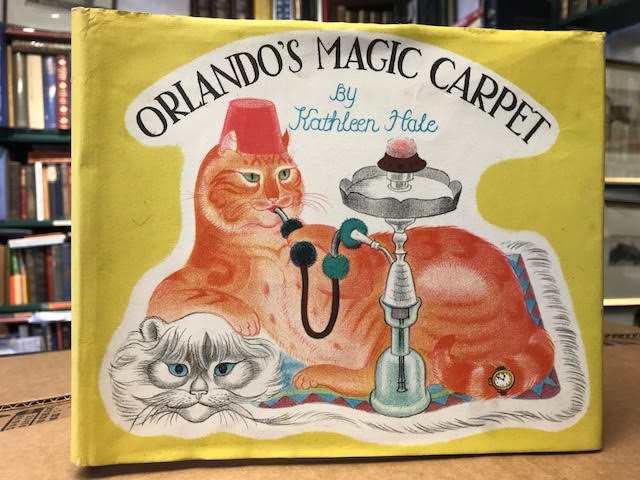 ORLANDO'S MAGIC CARPET
By
Kathleen Hale